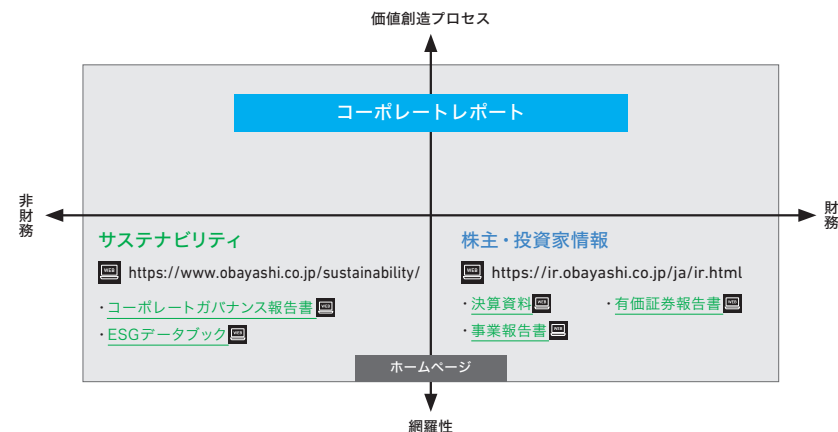 価値創造プロセス
コーポレートレポート
非財務
財務
サステナビリティ
WEB https://www.obayashi.co.jp/sustainability/
・コーポレートガバナンス報告書 WEB
・ESGデータブック WEB
株主・投資家情報
WEB https://ir.obayashi.co.jp/ja/ir.html
・決算資料 WEB ・有価証券報告書 WEB
・事業報告書 WEB
ホームページ
網羅性